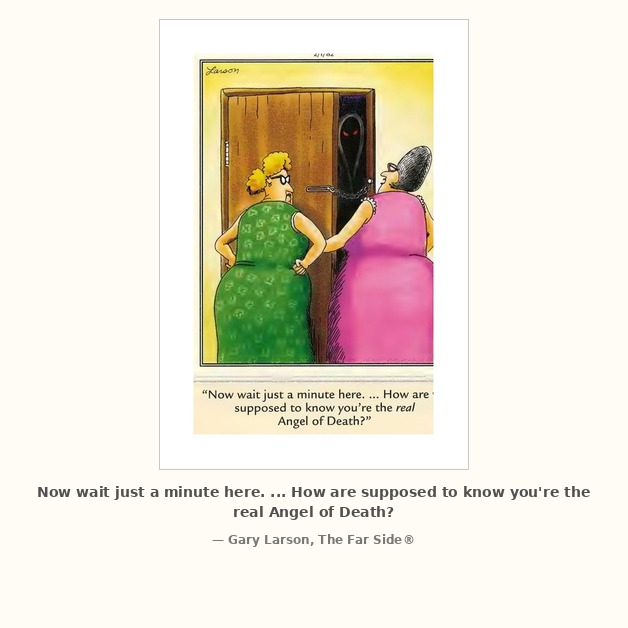 Larson
"Now wait just a minute here. ... How are
supposed to know you're the real
Angel of Death?"
Now wait just a minute here. ... How are supposed to know you're the
real Angel of Death?
— Gary Larson, The Far Side®